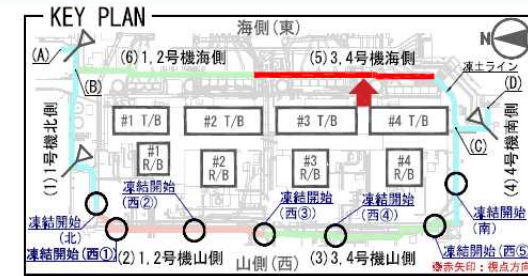 KEY PLAN
海側(東)
N
(A)
(6)1,2号機海側
(5)3,4号機海側
凍土ライン
(B)
(D)
#1 T/B
#2 T/B
#3 T/B
#4 T/B
(C)
(1)1号機北側
(4)4号機南側
#1
R/B
#2
R/B
#3
R/B
#4
R/B
凍結開始
(西②)
凍結開始
(西③)
凍結開始
(西④)
凍結開始
(北)
凍結開始
(南)
凍結開始(西①)
(2)1,2号機山側
山側(西)
(3)3,4号機山側
凍結開始(西⑤
※赤矢印:視点方向